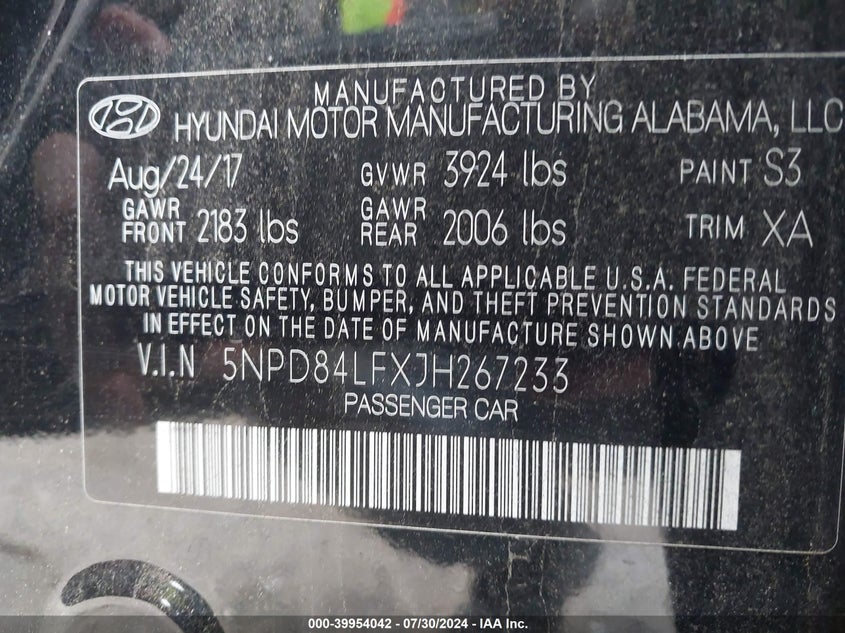 MANUFACTURED BY
HYUNDAI MOTOR MANUFACTURING ALABAMA, LLC
Aug/24/17 GVWR 3924 lbs PAINT S3
GAWR FRONT 2183 lbs GAWR REAR 2006 lbs TRIM XA
THIS VEHICLE CONFORMS TO ALL APPLICABLE U.S.A. FEDERAL
MOTOR VEHICLE SAFETY, BUMPER, AND THEFT PREVENTION STANDARDS
IN EFFECT ON THE DATE OF MANUFACTURE SHOWN ABOVE
V.I.N 5NPD84LFXJH267233
PASSENGER CAR
000-39954042 - 07/30/2024 - IAA Inc.